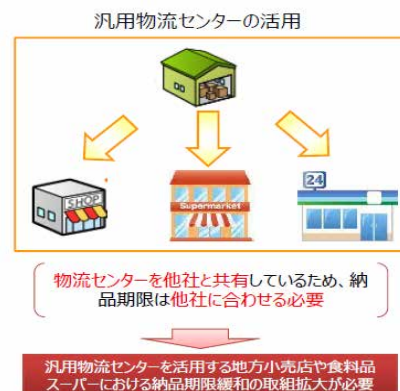 汎用物流センターの活用
SHOP
Supermarket
24
物流センターを他社と共有しているため、納
品期限は他社に合わせる必要
汎用物流センターを活用する地方小売店や食料品
スーパーにおける納品期限緩和の取組拡大が必要